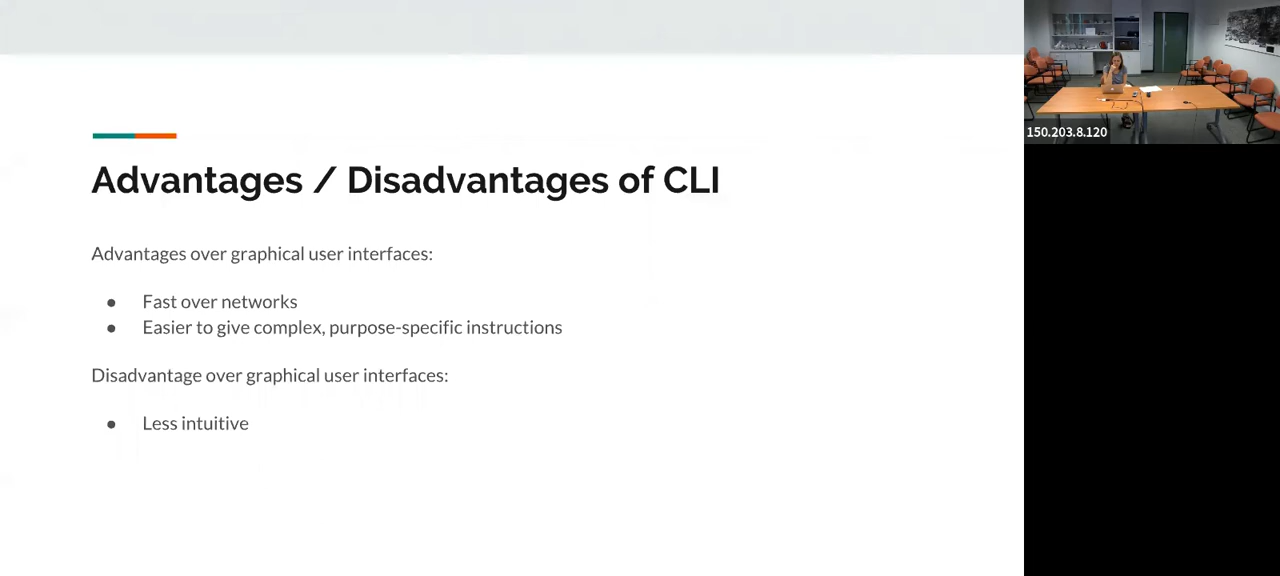 Advantages / Disadvantages of CLI
Advantages over graphical user interfaces:
● Fast over networks
● Easier to give complex, purpose-specific instructions
Disadvantage over graphical user interfaces:
● Less intuitive
150.203.8.120